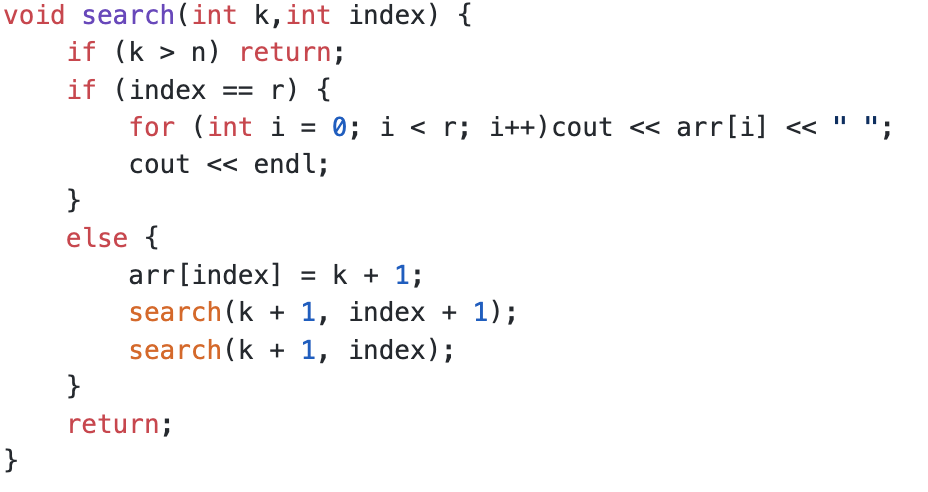 void search(int k,int index) {
    if (k > n) return;
    if (index == r) {
        for (int i = 0; i < r; i++)cout << arr[i] << " ";
        cout << endl;
    }
    else {
        arr[index] = k + 1;
        search(k + 1, index + 1);
        search(k + 1, index);
    }
    return;
}